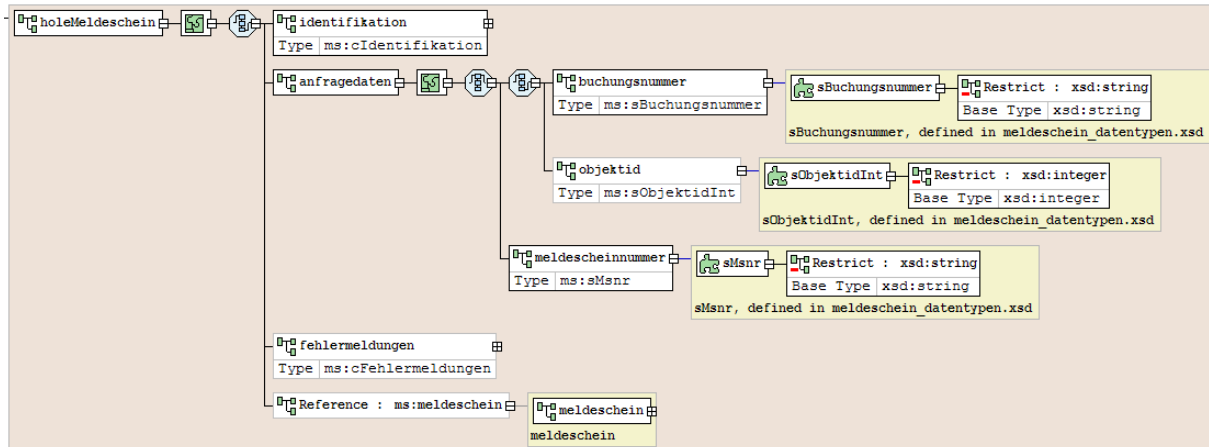 holeMeldeschein
identifikation
Type ms:cIdentifikation
anfragedaten
buchungsnummer
Type ms:sBuchungsnummer
sBuchungsnummer
Restrict : xsd:string
Base Type xsd:string
sBuchungsnummer, defined in meldeschein_datentypen.xsd
objektid
Type ms:sObjektidInt
sObjektidInt
Restrict : xsd:integer
Base Type xsd:integer
sObjektidInt, defined in meldeschein_datentypen.xsd
meldescheinnummer
Type ms:sMsnr
sMsnr
Restrict : xsd:string
Base Type xsd:string
sMsnr, defined in meldeschein_datentypen.xsd
fehlermeldungen
Type ms:cFehlermeldungen
Reference : ms:meldeschein
meldeschein
meldeschein